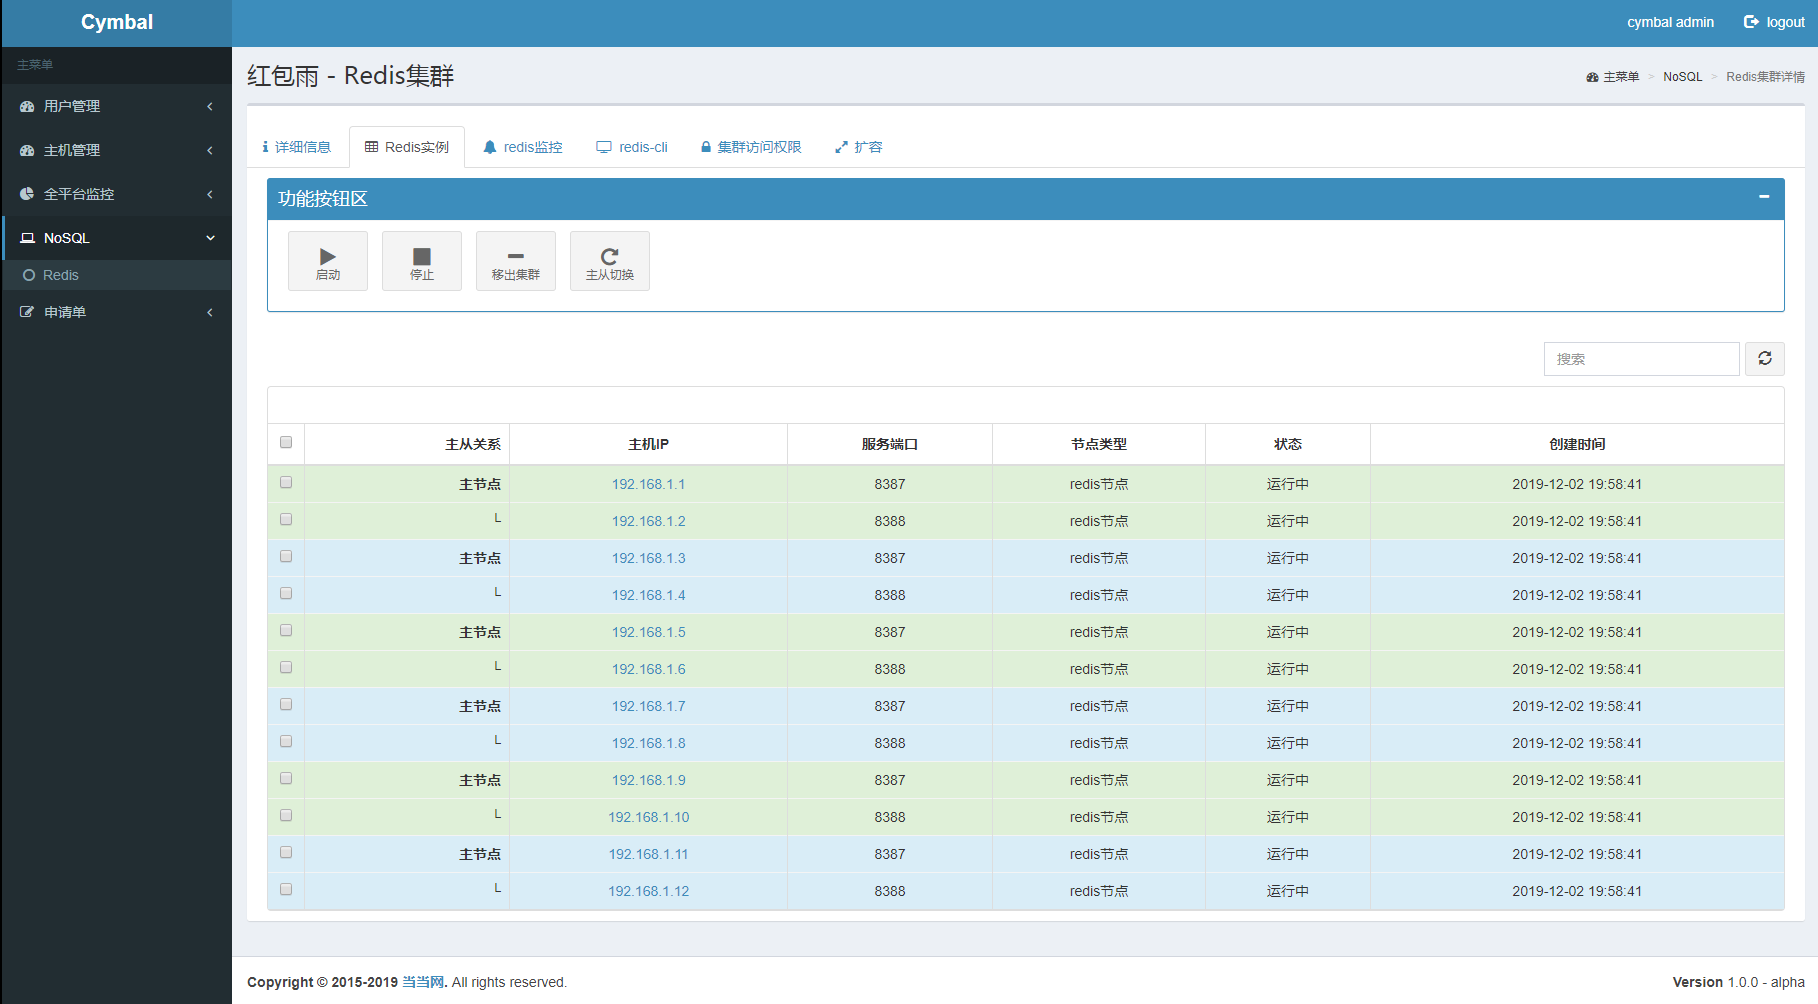 Cymbal
cymbal admin logout
主菜单
用户管理
主机管理
全平台监控
NoSQL
Redis
申请单
红包雨 - Redis集群
主菜单 > NoSQL > Redis集群详情
详细信息 Redis实例 redis监控 redis-cli 集群访问权限 扩容
功能按钮区
启动 停止 移出集群 主从切换
搜索
主从关系 主机IP 服务端口 节点类型 状态 创建时间
主节点 192.168.1.1 8387 redis节点 运行中 2019-12-02 19:58:41
└ 192.168.1.2 8388 redis节点 运行中 2019-12-02 19:58:41
主节点 192.168.1.3 8387 redis节点 运行中 2019-12-02 19:58:41
└ 192.168.1.4 8388 redis节点 运行中 2019-12-02 19:58:41
主节点 192.168.1.5 8387 redis节点 运行中 2019-12-02 19:58:41
└ 192.168.1.6 8388 redis节点 运行中 2019-12-02 19:58:41
主节点 192.168.1.7 8387 redis节点 运行中 2019-12-02 19:58:41
└ 192.168.1.8 8388 redis节点 运行中 2019-12-02 19:58:41
主节点 192.168.1.9 8387 redis节点 运行中 2019-12-02 19:58:41
└ 192.168.1.10 8388 redis节点 运行中 2019-12-02 19:58:41
主节点 192.168.1.11 8387 redis节点 运行中 2019-12-02 19:58:41
└ 192.168.1.12 8388 redis节点 运行中 2019-12-02 19:58:41
Copyright © 2015-2019 当当网. All rights reserved.
Version 1.0.0 - alpha